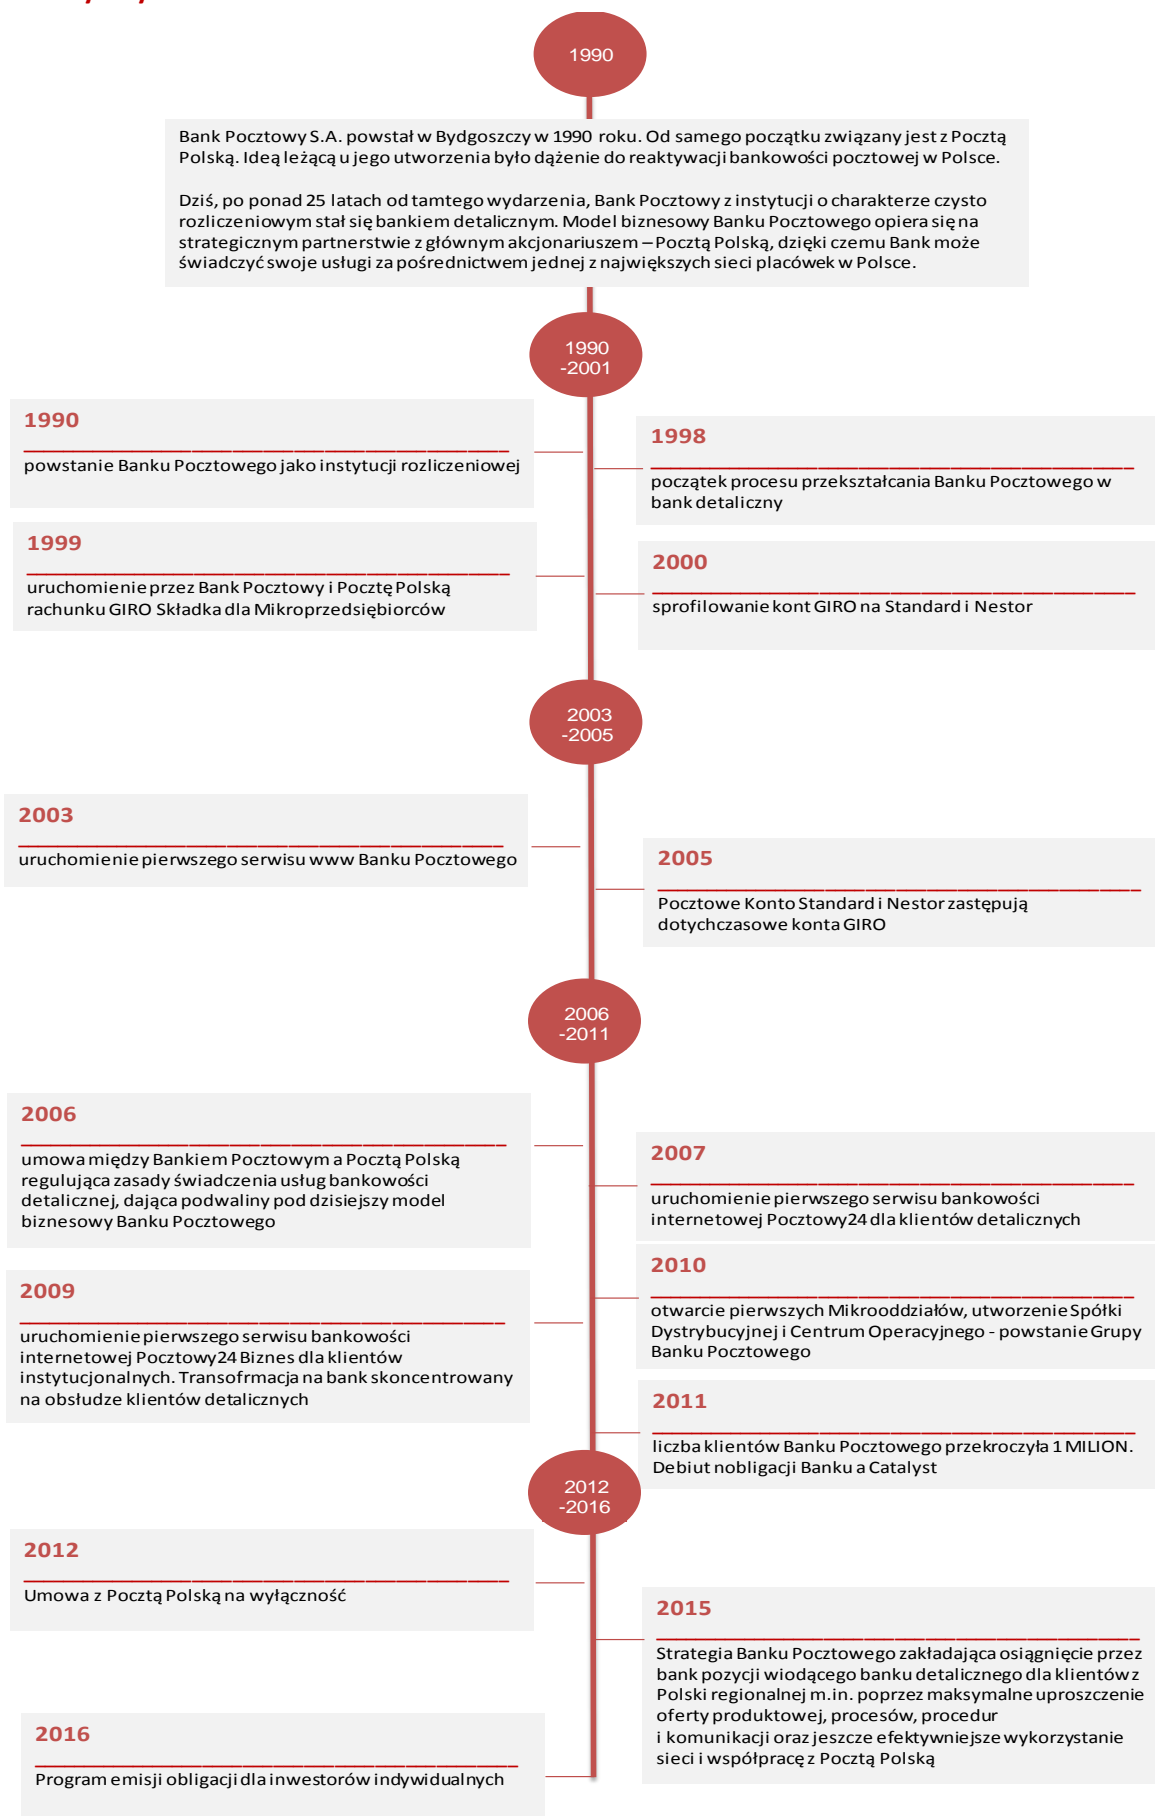 1990
Bank Pocztowy S.A. powstał w Bydgoszczy w 1990 roku. Od samego początku związany jest z Pocztą
Polską. Ideą leżącą u jego utworzenia było dążenie do reaktywacji bankowości pocztowej w Polsce.
Dziś, po ponad 25 latach od tamtego wydarzenia, Bank Pocztowy z instytucji o charakterze czysto
rozliczeniowym stał się bankiem detalicznym. Model biznesowy Banku Pocztowego opiera się na
strategicznym partnerstwie z głównym akcjonariuszem – Pocztą Polską, dzięki czemu Bank może
świadczyć swoje usługi za pośrednictwem jednej z największych sieci placówek w Polsce.
1990
-2001
1990
powstanie Banku Pocztowego jako instytucji rozliczeniowej
1998
początek procesu przekształcania Banku Pocztowego w
bank detaliczny
1999
uruchomienie przez Bank Pocztowy i Pocztę Polską
rachunku GIRO Składka dla Mikroprzedsiębiorców
2000
sprofilowanie kont GIRO na Standard i Nestor
2003
-2005
2003
uruchomienie pierwszego serwisu www Banku Pocztowego
2005
Pocztowe Konto Standard i Nestor zastępują
dotychczasowe konta GIRO
2006
-2011
2006
umowa między Bankiem Pocztowym a Pocztą Polską
regulująca zasady świadczenia usług bankowości
detalicznej, dająca podwaliny pod dzisiejszy model
biznesowy Banku Pocztowego
2007
uruchomienie pierwszego serwisu bankowości
internetowej Pocztowy24 dla klientów detalicznych
2009
uruchomienie pierwszego serwisu bankowości
internetowej Pocztowy24 Biznes dla klientów
instytucjonalnych. Transofrmacja na bank skoncentrowany
na obsłudze klientów detalicznych
2010
otwarcie pierwszych Mikrooddziałów, utworzenie Spółki
Dystrybucyjnej i Centrum Operacyjnego - powstanie Grupy
Banku Pocztowego
2011
liczba klientów Banku Pocztowego przekroczyła 1 MILION.
Debiut nobligacji Banku a Catalyst
2012
-2016
2012
Umowa z Pocztą Polską na wyłączność
2015
Strategia Banku Pocztowego zakładająca osiągnięcie przez
bank pozycji wiodącego banku detalicznego dla klientów z
Polski regionalnej m.in. poprzez maksymalne uproszczenie
oferty produktowej, procesów, procedur
i komunikacji oraz jeszcze efektywniejsze wykorzystanie
sieci i współpracę z Pocztą Polską
2016
Program emisji obligacji dla inwestorów indywidualnych